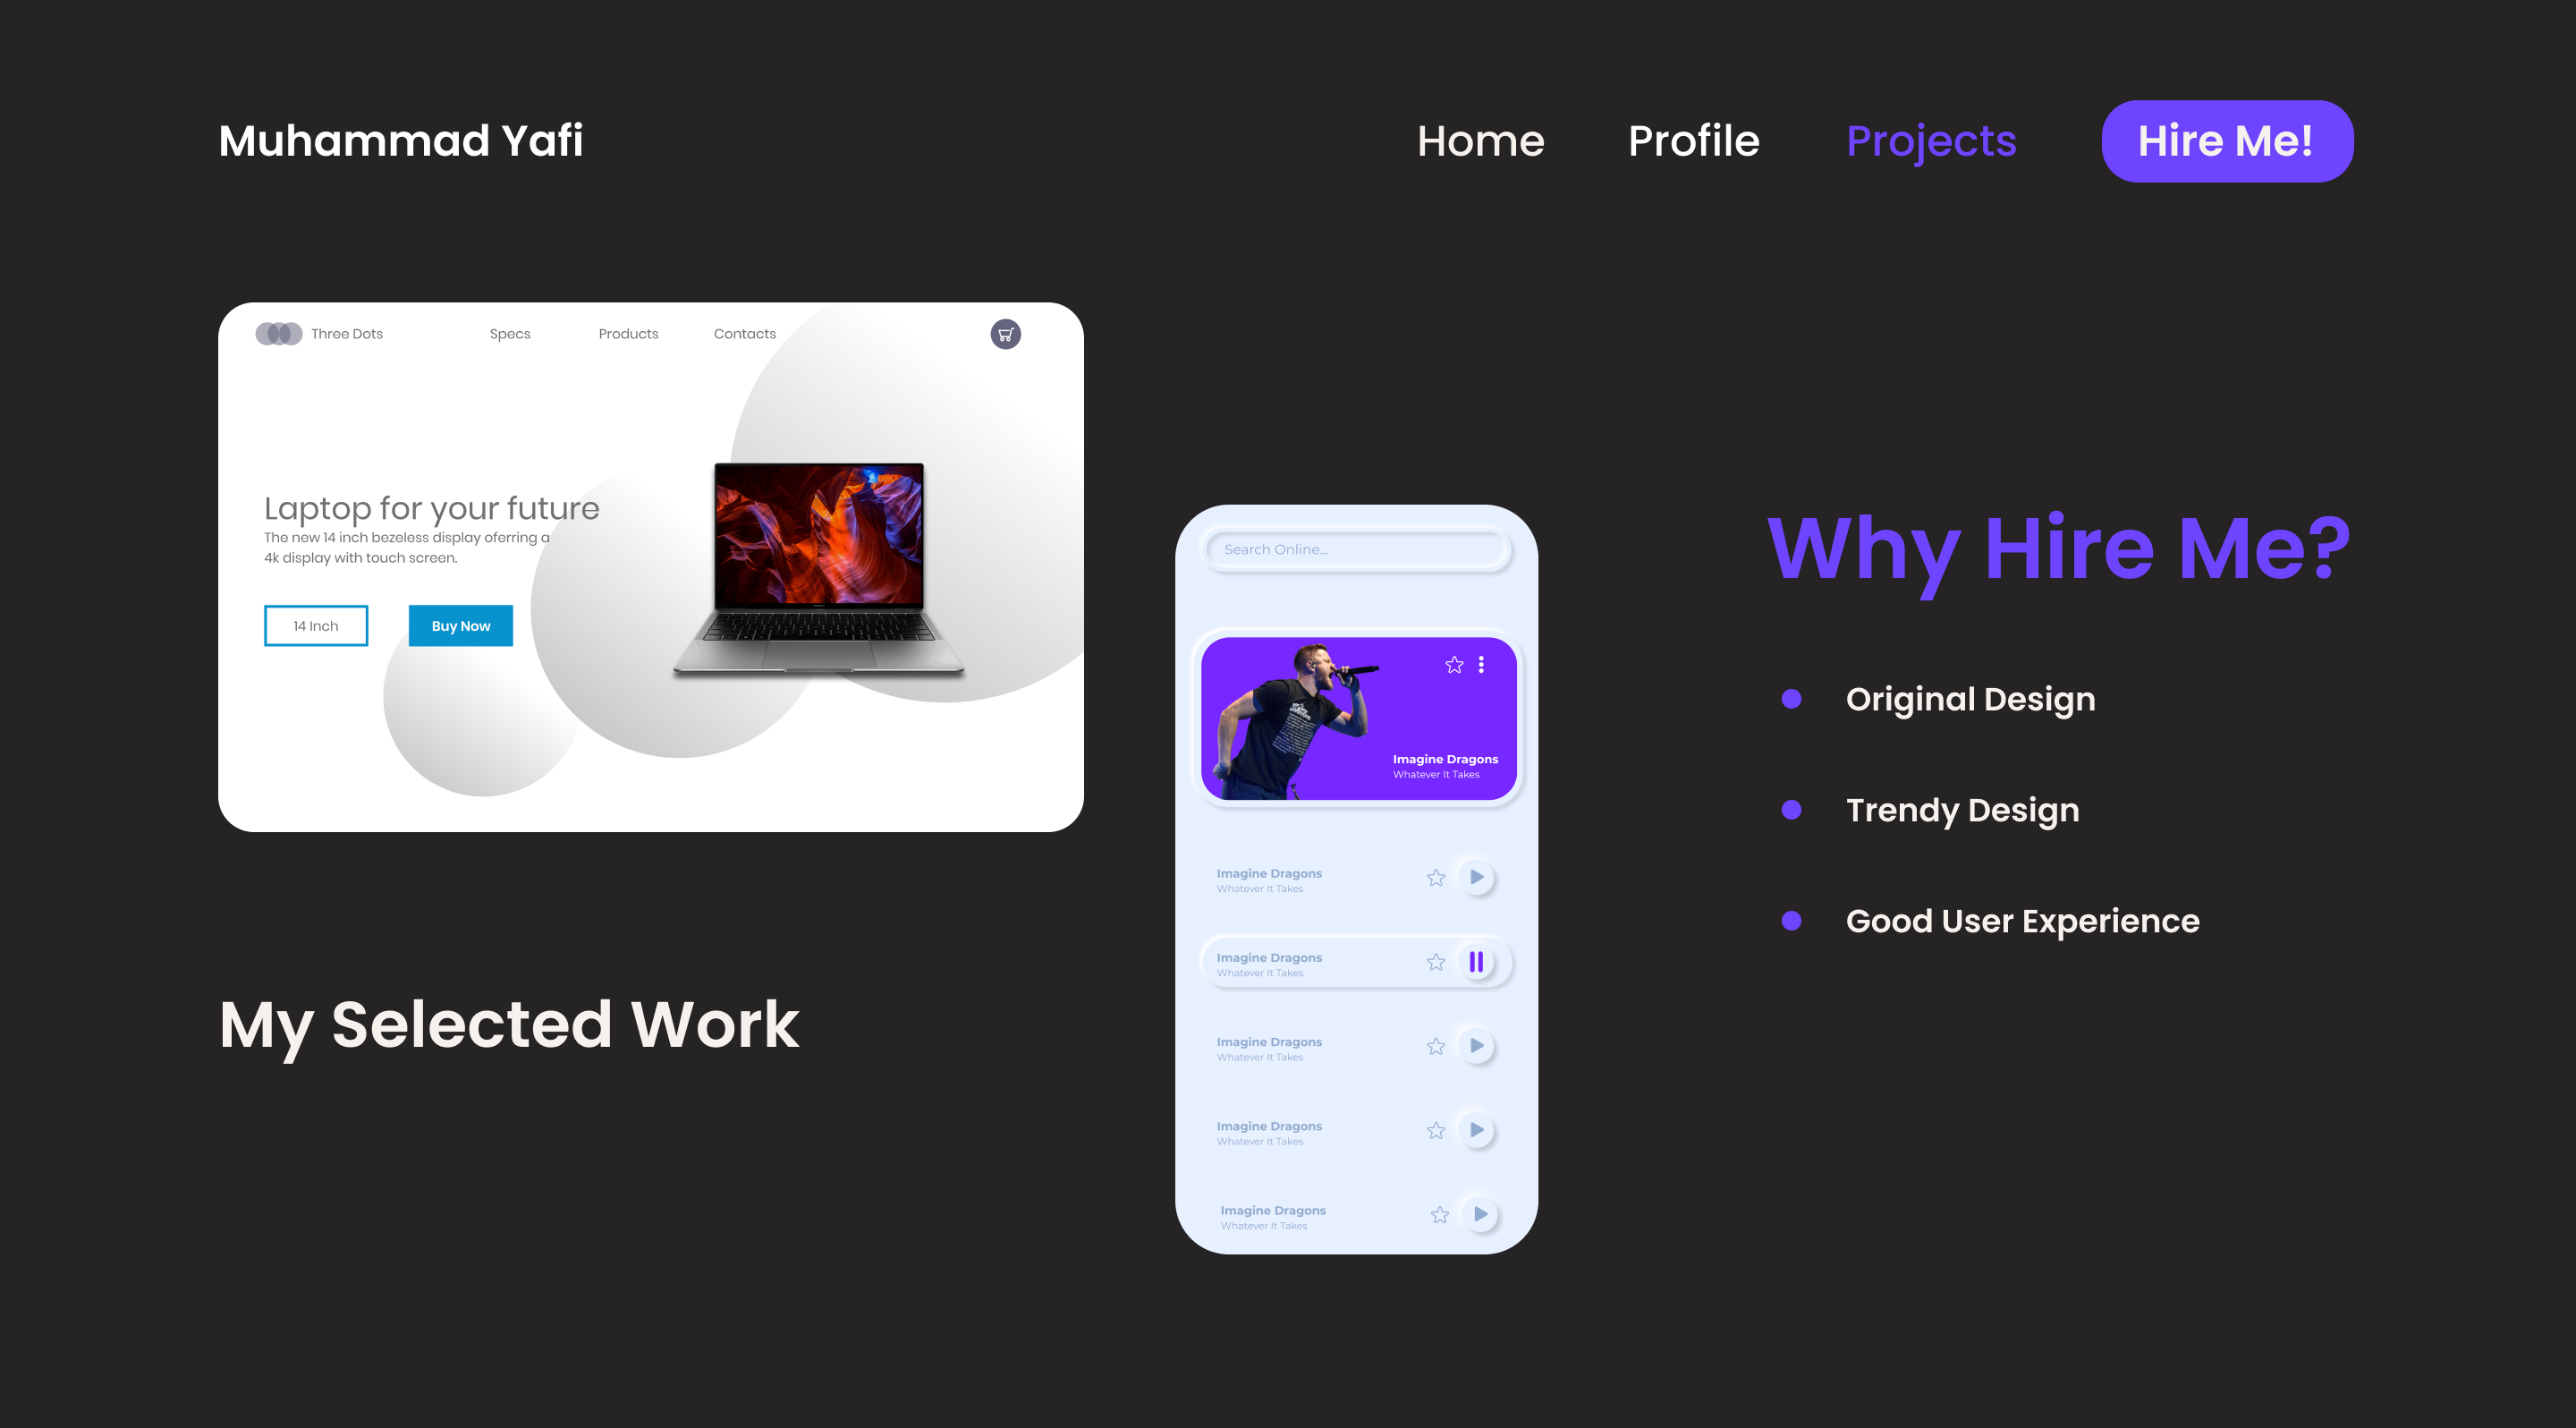 Muhammad Yafi
Home
Profile
Projects
Hire Me!
Three Dots
Specs
Products
Contacts
Laptop for your future
The new 14 inch bezeless display oferring a
4k display with touch screen.
14 Inch
Buy Now
My Selected Work
Search Online...
Imagine Dragons
Whatever It Takes
Imagine Dragons
Whatever It Takes
Imagine Dragons
Whatever It Takes
Imagine Dragons
Whatever It Takes
Imagine Dragons
Whatever It Takes
Imagine Dragons
Whatever It Takes
Why Hire Me?
Original Design
Trendy Design
Good User Experience